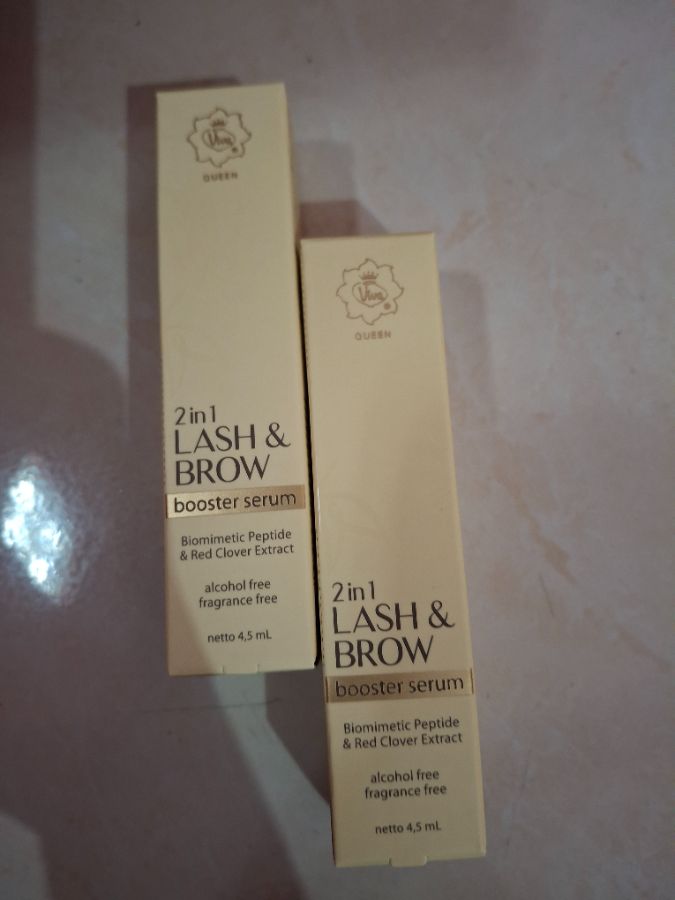 Viva
QUEEN
2in1
LASH &
BROW
booster serum
Biomimetic Peptide
& Red Clover Extract
alcohol free
fragrance free
netto 4,5 mL
Viva
QUEEN
2in1
LASH &
BROW
booster serum
Biomimetic Peptide
& Red Clover Extract
alcohol free
fragrance free
netto 4,5 mL